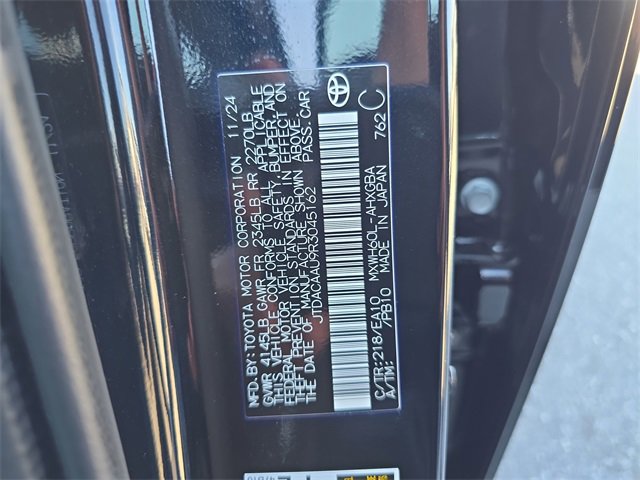 MFD. BY: TOYOTA MOTOR CORPORATION 11/24
GVWR 4145LB GAWR FR 2345LB RR 2270LB
THIS VEHICLE CONFORMS TO ALL APPLICABLE
FEDERAL MOTOR VEHICLE SAFETY, BUMPER, AND
THEFT PREVENTION STANDARDS IN EFFECT ON
THE DATE OF MANUFACTURE SHOWN ABOVE.
JTDACAAU9R3045162 PASS. CAR
C/TR: 218/EA10 MXWH60L-AHXGBA
A/TM: /PB10 MADE IN JAPAN 762 C